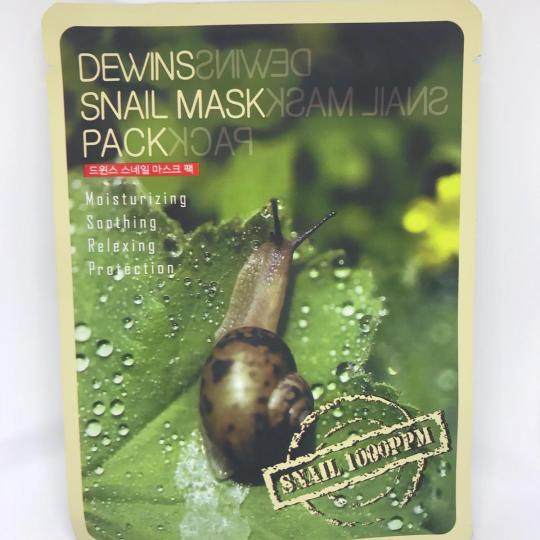 DEWINS
SNAIL MASK
PACK
드윈스 스네일 마스크 팩
Moisturizing
Soothing
Relexing
Protection
SNAIL 1000PPM